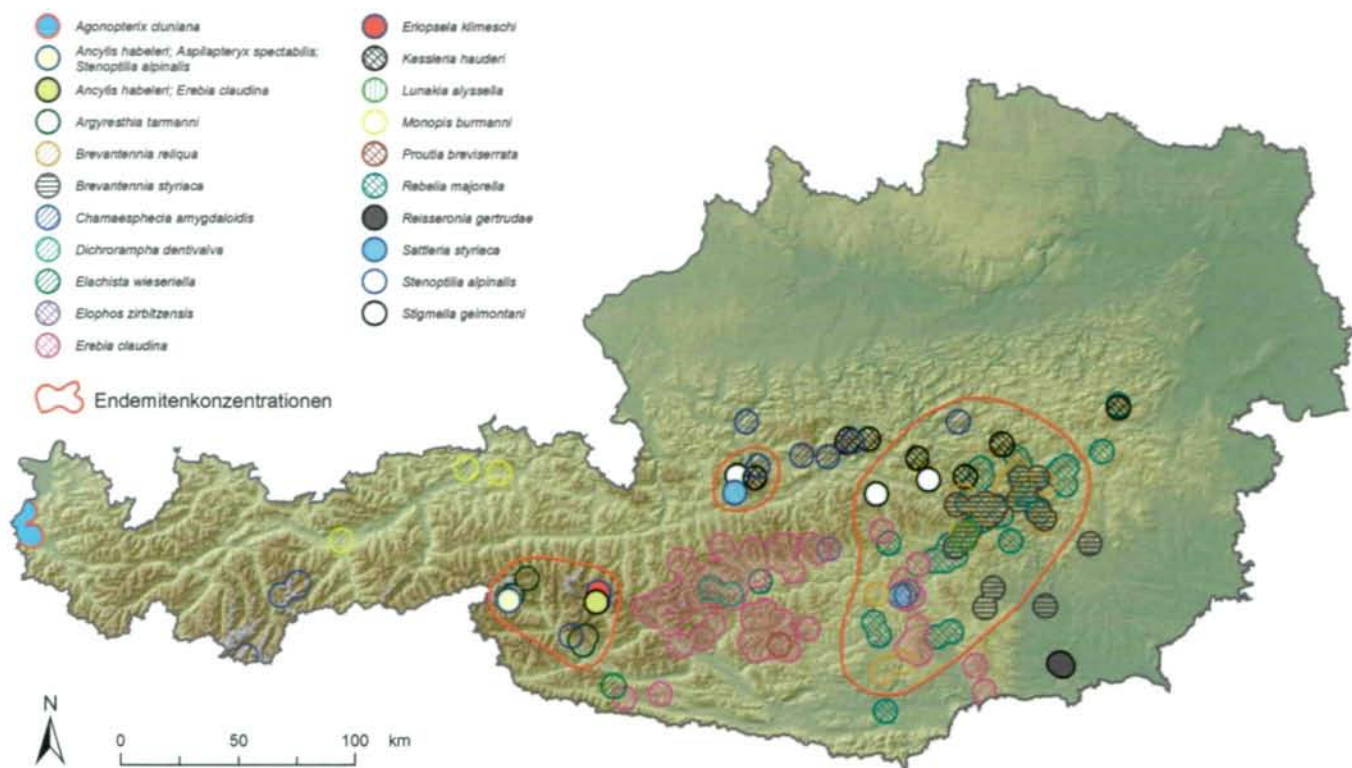 Agonopterix cluniana
Ancylis habeleri; Aspilapteryx spectabilis;
Stenoptilia alpinalis
Ancylis habeleri; Erebia claudina
Argyresthia tarmanni
Brevantennia reliqua
Brevantennia styriaca
Chamaesphecia amygdaloidis
Dichrorampha dentivalva
Elachista wieseriella
Elophos zirbitzensis
Erebia claudina
Eriopsela klimeschi
Kessleria hauderi
Lunakia alyssella
Monopis burmanni
Proutia breviserrata
Rebelia majorella
Reisseronia gertrudae
Sattleria styriaca
Stenoptilia alpinalis
Stigmella geimontani
Endemitenkonzentrationen
N
0 50 100 km